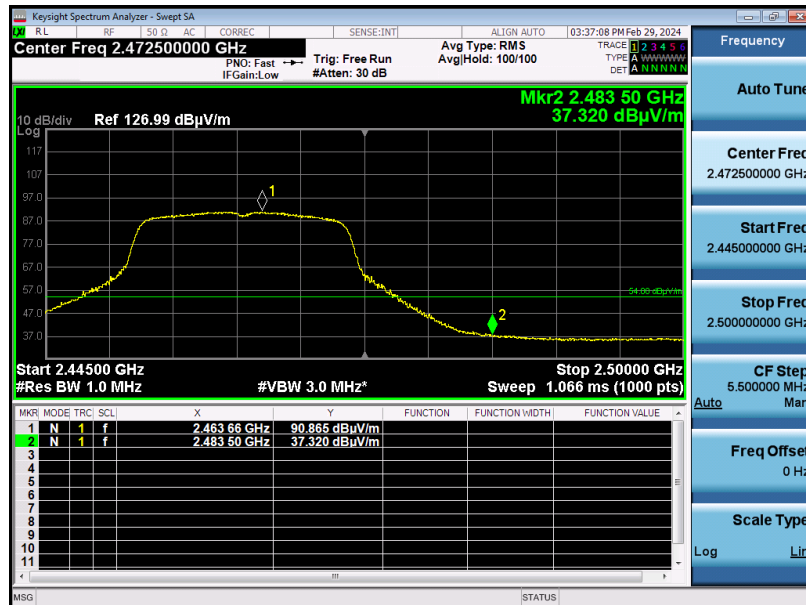 Keysight Spectrum Analyzer - Swept SA
LXI RL RF 50 Ω AC CORREC SENSE:INT ALIGN AUTO 03:37:08 PM Feb 29, 2024
Center Freq 2.472500000 GHz
PNO: Fast
IFGain:Low
Trig: Free Run
#Atten: 30 dB
Avg Type: RMS
Avg|Hold: 100/100
TRACE 1 2 3 4 5 6
TYPE A WWWWW
DET A N N N N N
Mkr2 2.483 50 GHz
37.320 dBµV/m
10 dB/div Ref 126.99 dBµV/m
Log
117
107
97.0
87.0
77.0
67.0
57.0
47.0
37.0
1
2
54.00 dBµV/m
Start 2.44500 GHz Stop 2.50000 GHz
#Res BW 1.0 MHz #VBW 3.0 MHz* Sweep 1.066 ms (1000 pts)
MKR MODE TRC SCL X Y FUNCTION FUNCTION WIDTH FUNCTION VALUE
1 N 1 f 2.463 66 GHz 90.865 dBµV/m
2 N 1 f 2.483 50 GHz 37.320 dBµV/m
3
4
5
6
7
8
9
10
11
MSG STATUS
Frequency
Auto Tune
Center Freq
2.472500000 GHz
Start Freq
2.445000000 GHz
Stop Freq
2.500000000 GHz
CF Step
5.500000 MHz
Auto Man
Freq Offset
0 Hz
Scale Type
Log Lin